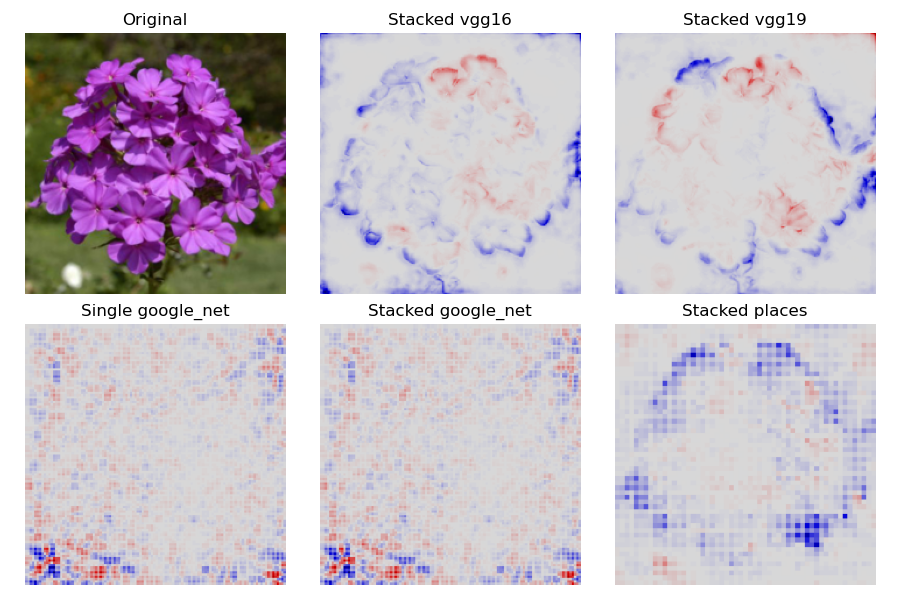 Original
Stacked vgg16
Stacked vgg19
Single google_net
Stacked google_net
Stacked places